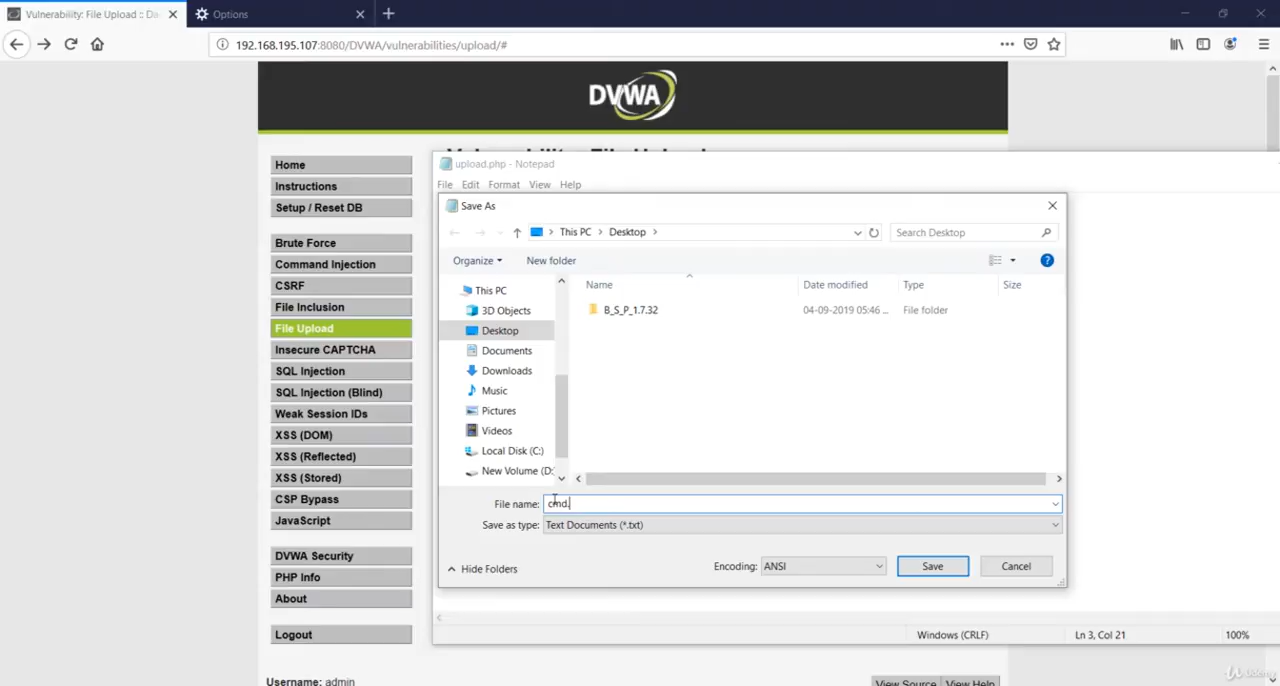 Vulnerability: File Upload :: Da
Options
192.168.195.107:8080/DVWA/vulnerabilities/upload/#
DVWA
Home
Instructions
Setup / Reset DB
Brute Force
Command Injection
CSRF
File Inclusion
File Upload
Insecure CAPTCHA
SQL Injection
SQL Injection (Blind)
Weak Session IDs
XSS (DOM)
XSS (Reflected)
XSS (Stored)
CSP Bypass
JavaScript
DVWA Security
PHP Info
About
Logout
Username: admin
upload.php - Notepad
File Edit Format View Help
Save As
This PC > Desktop >
Search Desktop
Organize
New folder
This PC
3D Objects
Desktop
Documents
Downloads
Music
Pictures
Videos
Local Disk (C:)
New Volume (D:
Name Date modified Type Size
B_S_P_1.7.32 04-09-2019 05:46 ... File folder
File name: cmd.
Save as type: Text Documents (*.txt)
Hide Folders
Encoding: ANSI
Save
Cancel
Windows (CRLF) Ln 3, Col 21 100%
View Source View Help
Udemy